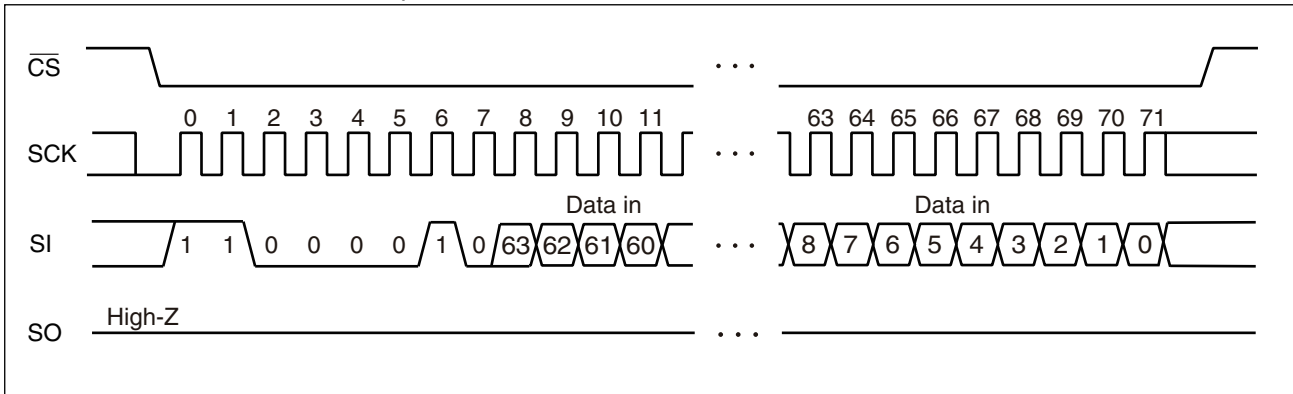 CS
. . .
0 1 2 3 4 5 6 7 8 9 10 11 63 64 65 66 67 68 69 70 71
SCK
. . .
Data in Data in
SI 1 1 0 0 0 0 1 0 63 62 61 60 . . . 8 7 6 5 4 3 2 1 0
High-Z
SO . . .